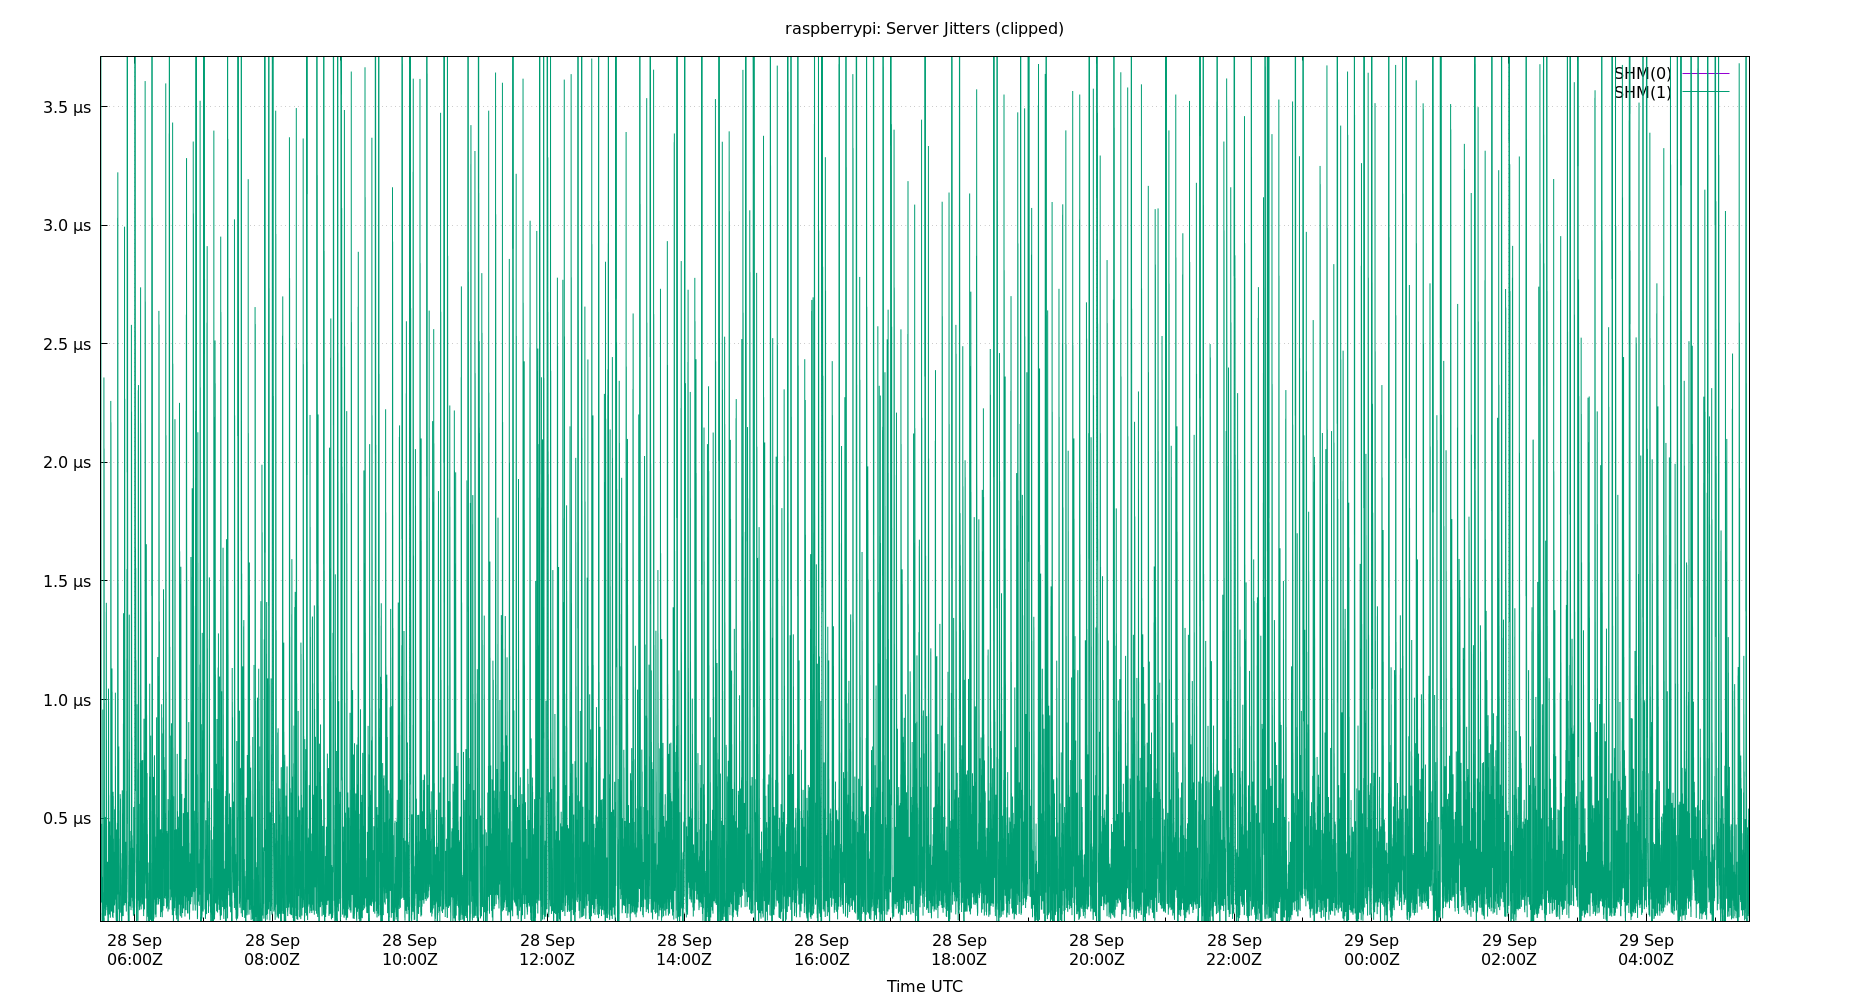 raspberrypi: Server Jitters (clipped)
SHM(0)
SHM(1)
3.5 µs
3.0 µs
2.5 µs
2.0 µs
1.5 µs
1.0 µs
0.5 µs
28 Sep 28 Sep 28 Sep 28 Sep 28 Sep 28 Sep 28 Sep 28 Sep 28 Sep 29 Sep 29 Sep 29 Sep
06:00Z 08:00Z 10:00Z 12:00Z 14:00Z 16:00Z 18:00Z 20:00Z 22:00Z 00:00Z 02:00Z 04:00Z
Time UTC